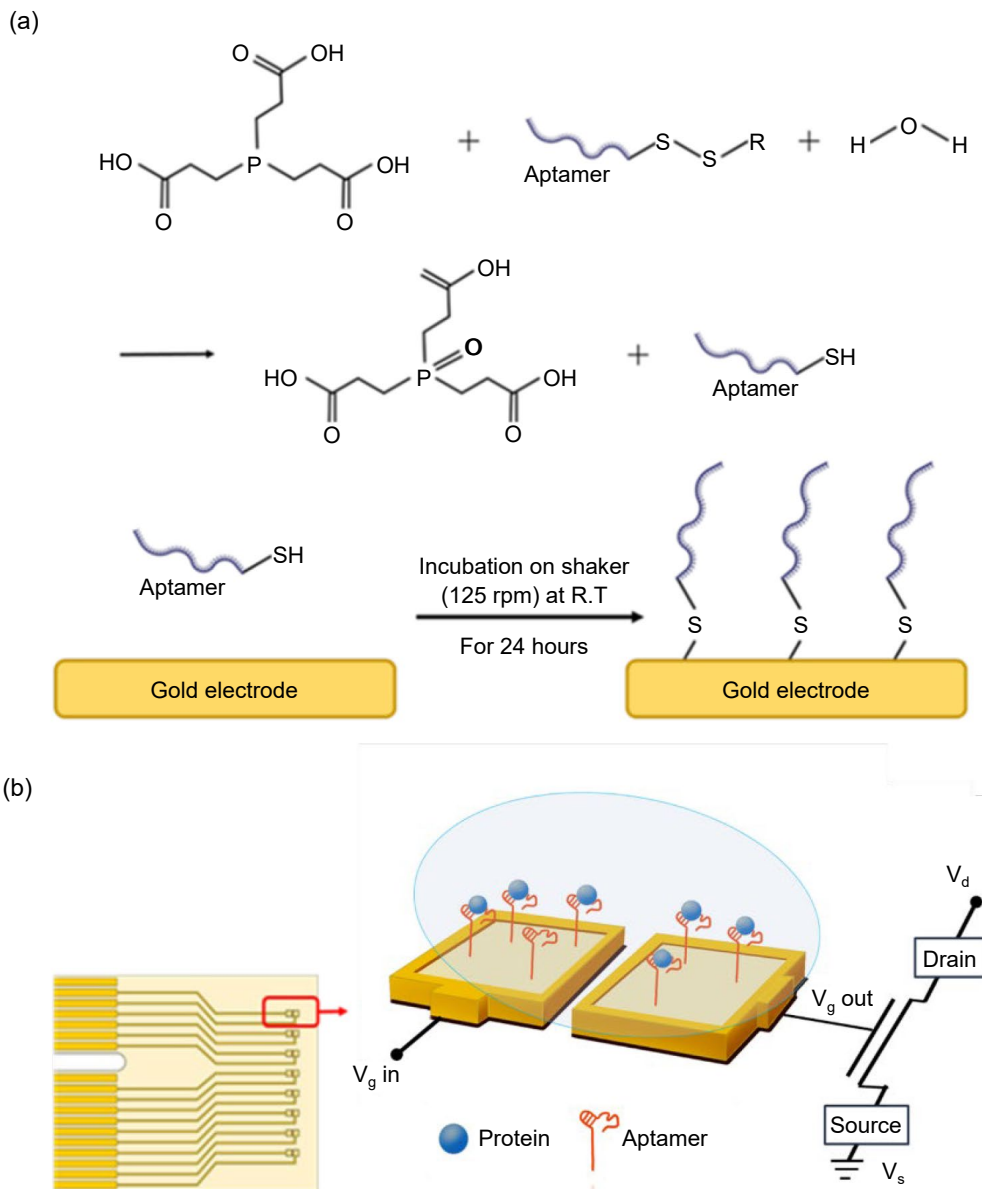 (a)
O
OH
HO
P
OH
O
O
+
Aptamer
S
S
R
+
H
O
H
OH
O
HO
P
OH
O
O
+
Aptamer
SH
Aptamer
SH
Incubation on shaker
(125 rpm) at R.T
For 24 hours
S
S
S
Gold electrode
Gold electrode
(b)
Vd
Drain
Vg out
Vg in
Source
Vs
Protein
Aptamer